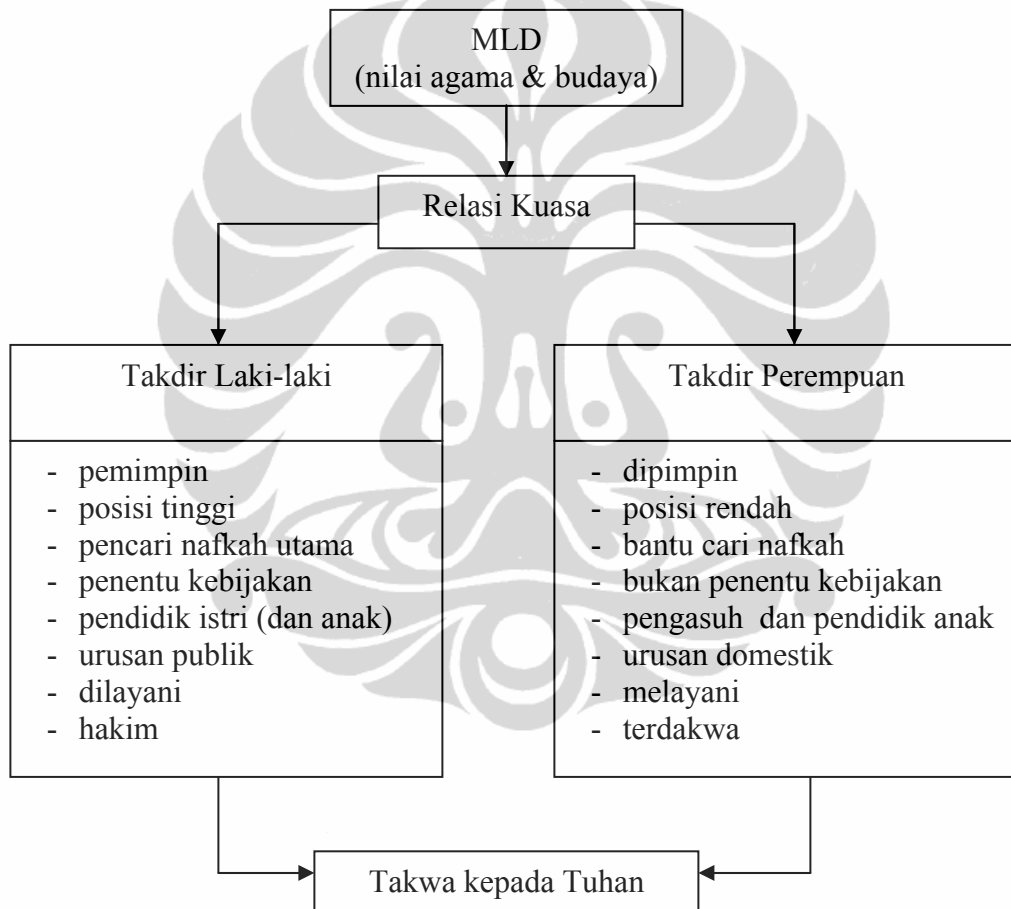 MLD
(nilai agama & budaya)
Relasi Kuasa
Takdir Laki-laki
- pemimpin
- posisi tinggi
- pencari nafkah utama
- penentu kebijakan
- pendidik istri (dan anak)
- urusan publik
- dilayani
- hakim
Takdir Perempuan
- dipimpin
- posisi rendah
- bantu cari nafkah
- bukan penentu kebijakan
- pengasuh dan pendidik anak
- urusan domestik
- melayani
- terdakwa
Takwa kepada Tuhan